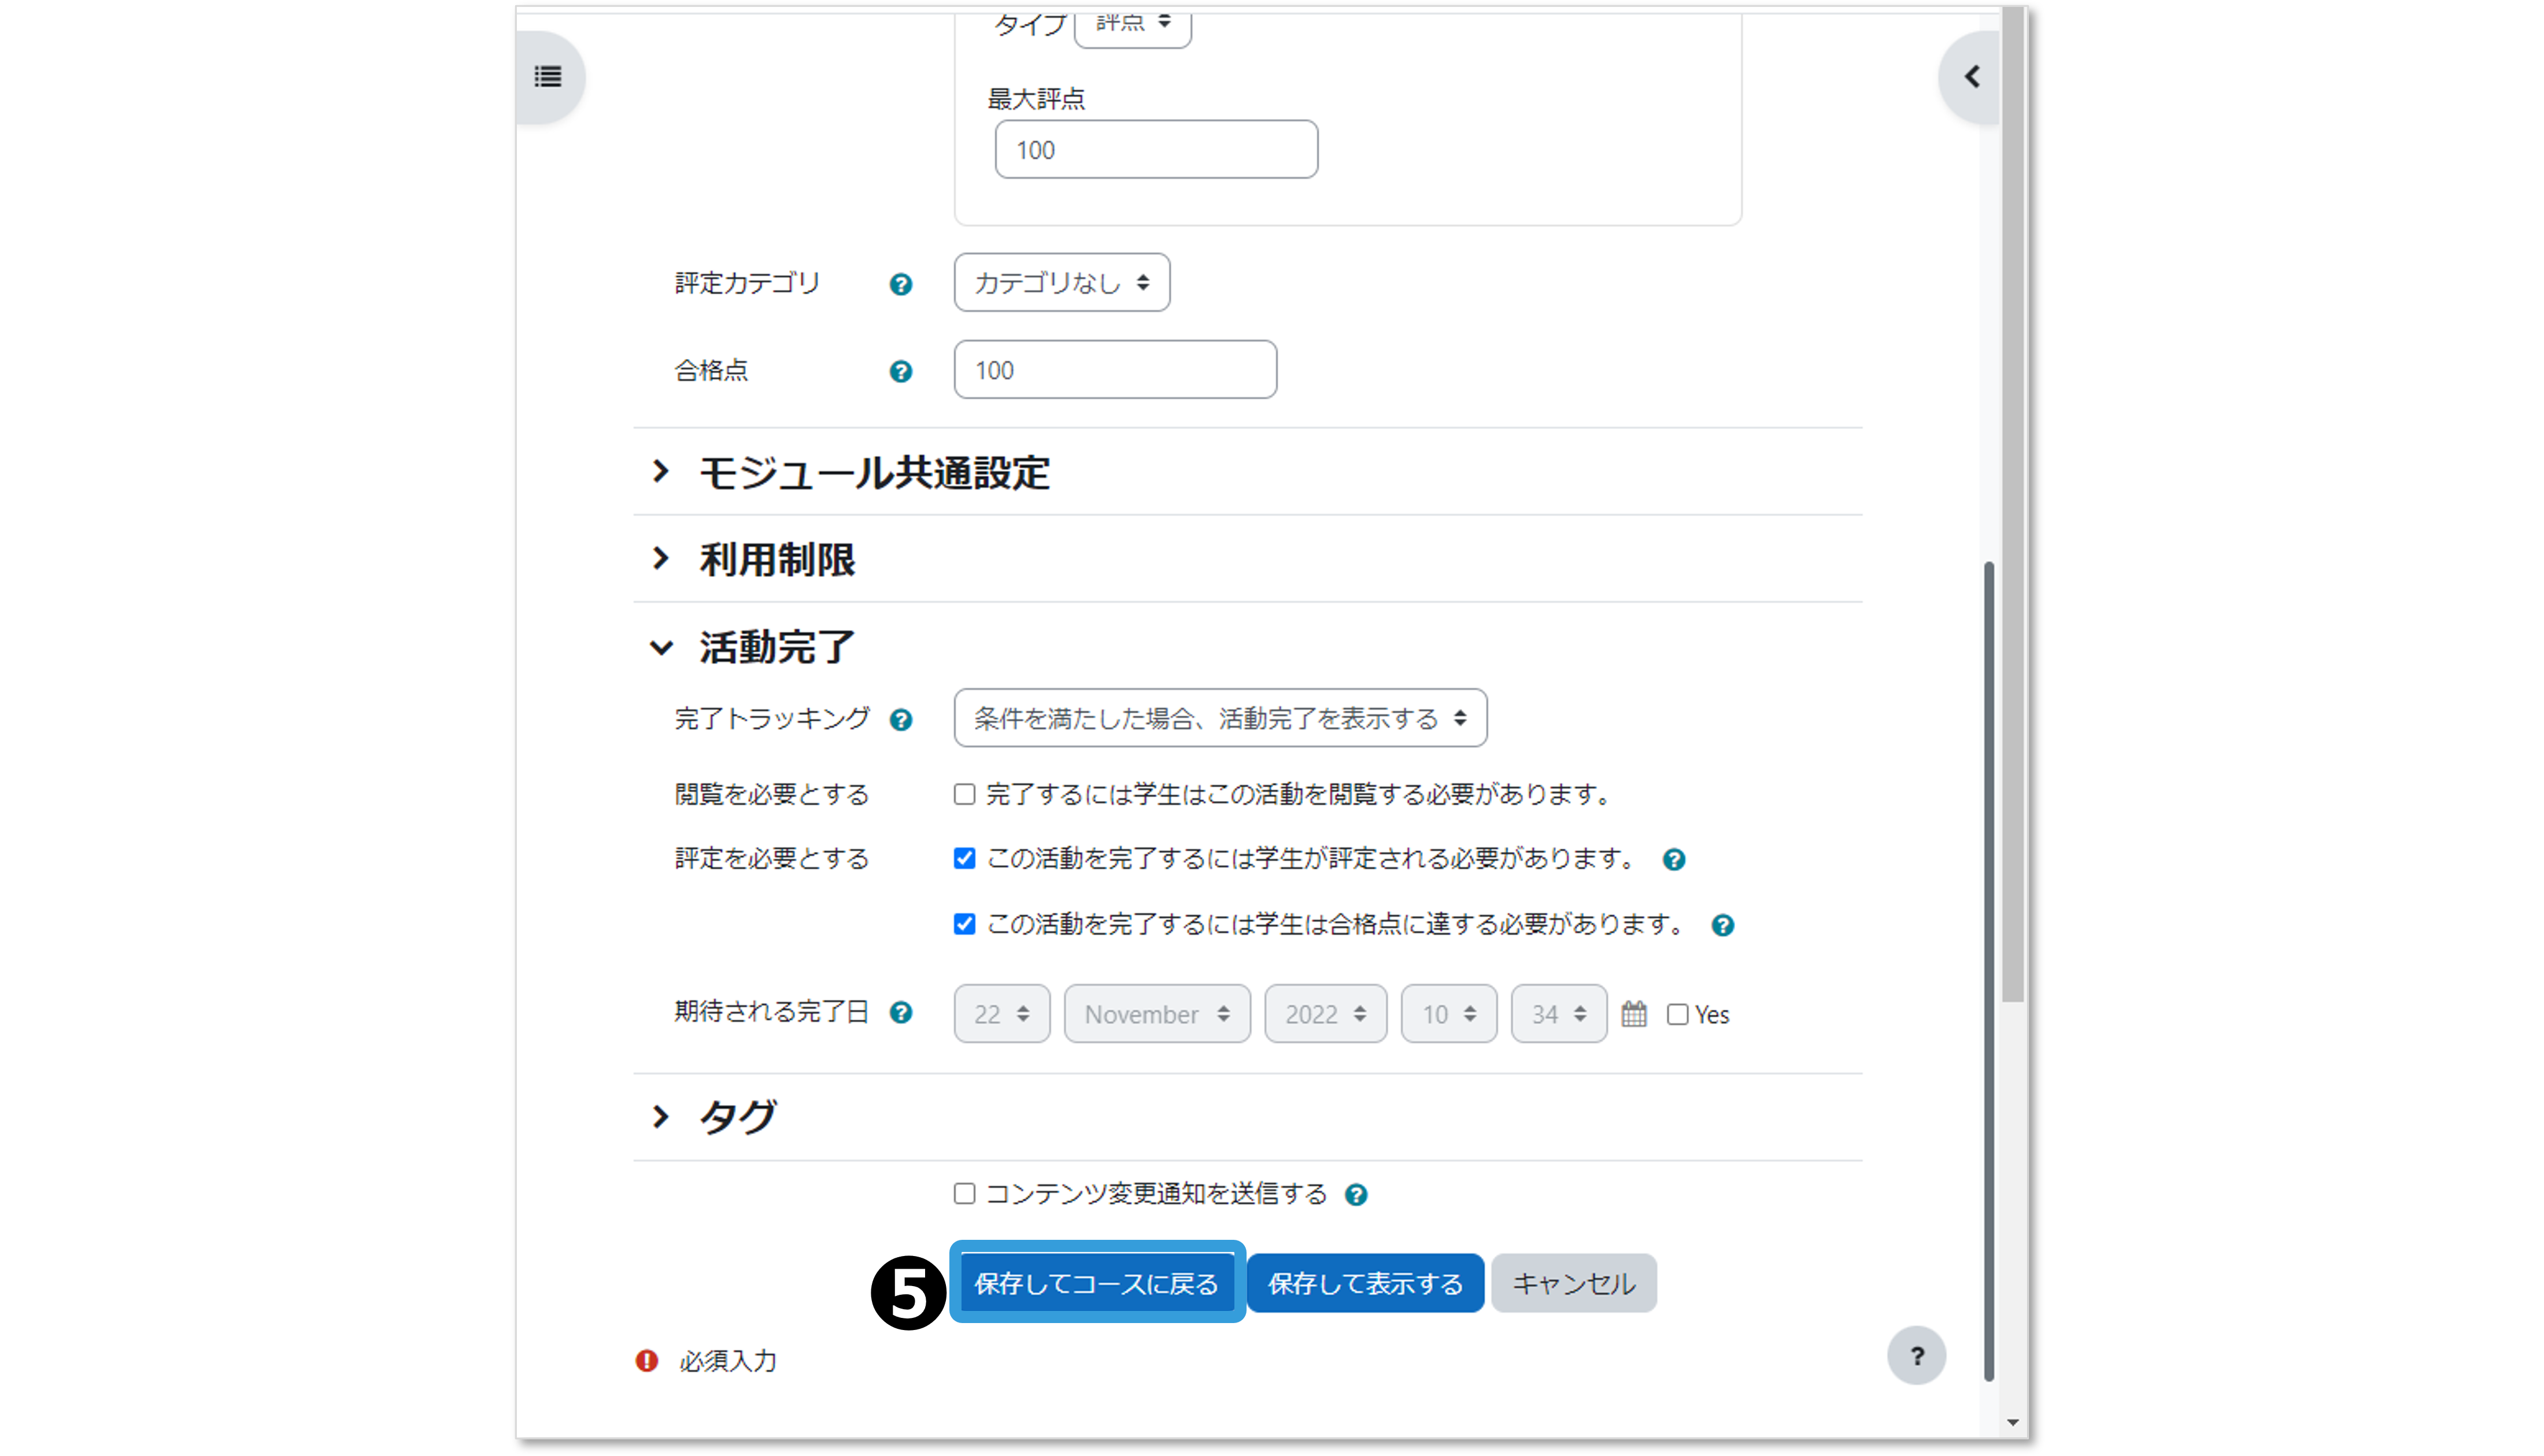 タイプ 評点
最大評点
100
評定カテゴリ ? カテゴリなし
合格点 ? 100
モジュール共通設定
利用制限
活動完了
完了トラッキング ? 条件を満たした場合、活動完了を表示する
閲覧を必要とする 完了するには学生はこの活動を閲覧する必要があります。
評定を必要とする この活動を完了するには学生が評定される必要があります。 ?
この活動を完了するには学生は合格点に達する必要があります。 ?
期待される完了日 ? 22 November 2022 10 34 Yes
タグ
コンテンツ変更通知を送信する ?
❺ 保存してコースに戻る 保存して表示する キャンセル
! 必須入力
?